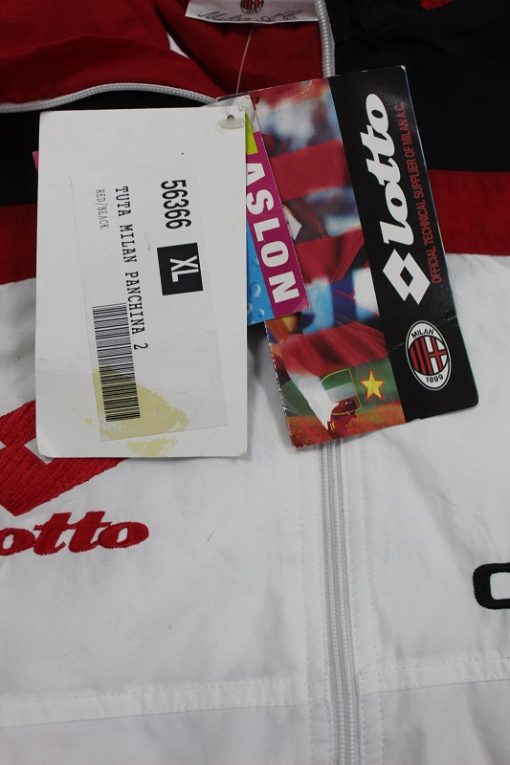 56366 XL
TUTA MILAN PANCHINA 2
RED/BLACK
ASLON
lotto
OFFICIAL TECHNICAL SUPPLIER OF MILAN A.C.
MILAN
1899
lotto